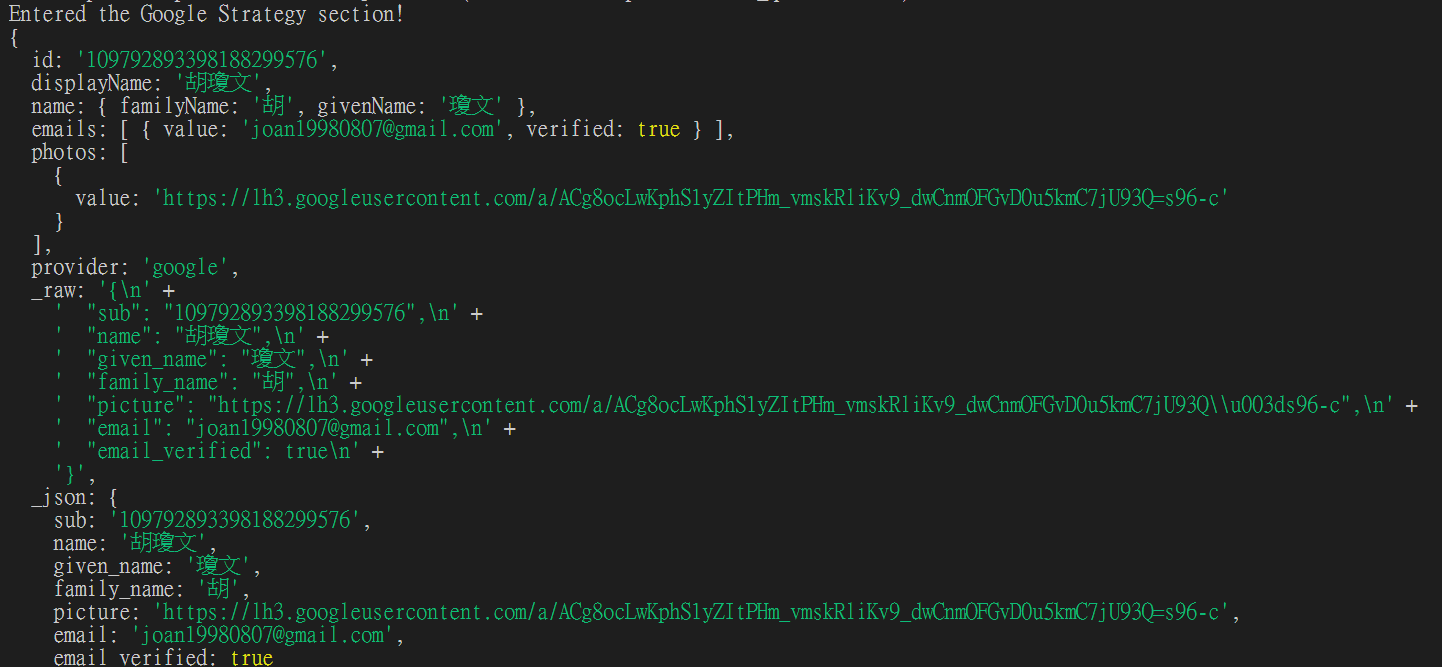 Entered the Google Strategy section!
{
  id: '109792893398188299576',
  displayName: '胡瓊文',
  name: { familyName: '胡', givenName: '瓊文' },
  emails: [ { value: 'joan19980807@gmail.com', verified: true } ],
  photos: [
    {
      value: 'https://lh3.googleusercontent.com/a/ACg8ocLwKphSlyZItPHm_vmskRliKv9_dwCnmOFGvD0u5kmC7jU93Q=s96-c'
    }
  ],
  provider: 'google',
  _raw: '{\n' +
    '  "sub": "109792893398188299576",\n' +
    '  "name": "胡瓊文",\n' +
    '  "given_name": "瓊文",\n' +
    '  "family_name": "胡",\n' +
    '  "picture": "https://lh3.googleusercontent.com/a/ACg8ocLwKphSlyZItPHm_vmskRliKv9_dwCnmOFGvD0u5kmC7jU93Q\\u003ds96-c",\n' +
    '  "email": "joan19980807@gmail.com",\n' +
    '  "email_verified": true\n' +
    '}',
  _json: {
    sub: '109792893398188299576',
    name: '胡瓊文',
    given_name: '瓊文',
    family_name: '胡',
    picture: 'https://lh3.googleusercontent.com/a/ACg8ocLwKphSlyZItPHm_vmskRliKv9_dwCnmOFGvD0u5kmC7jU93Q=s96-c',
    email: 'joan19980807@gmail.com',
    email_verified: true